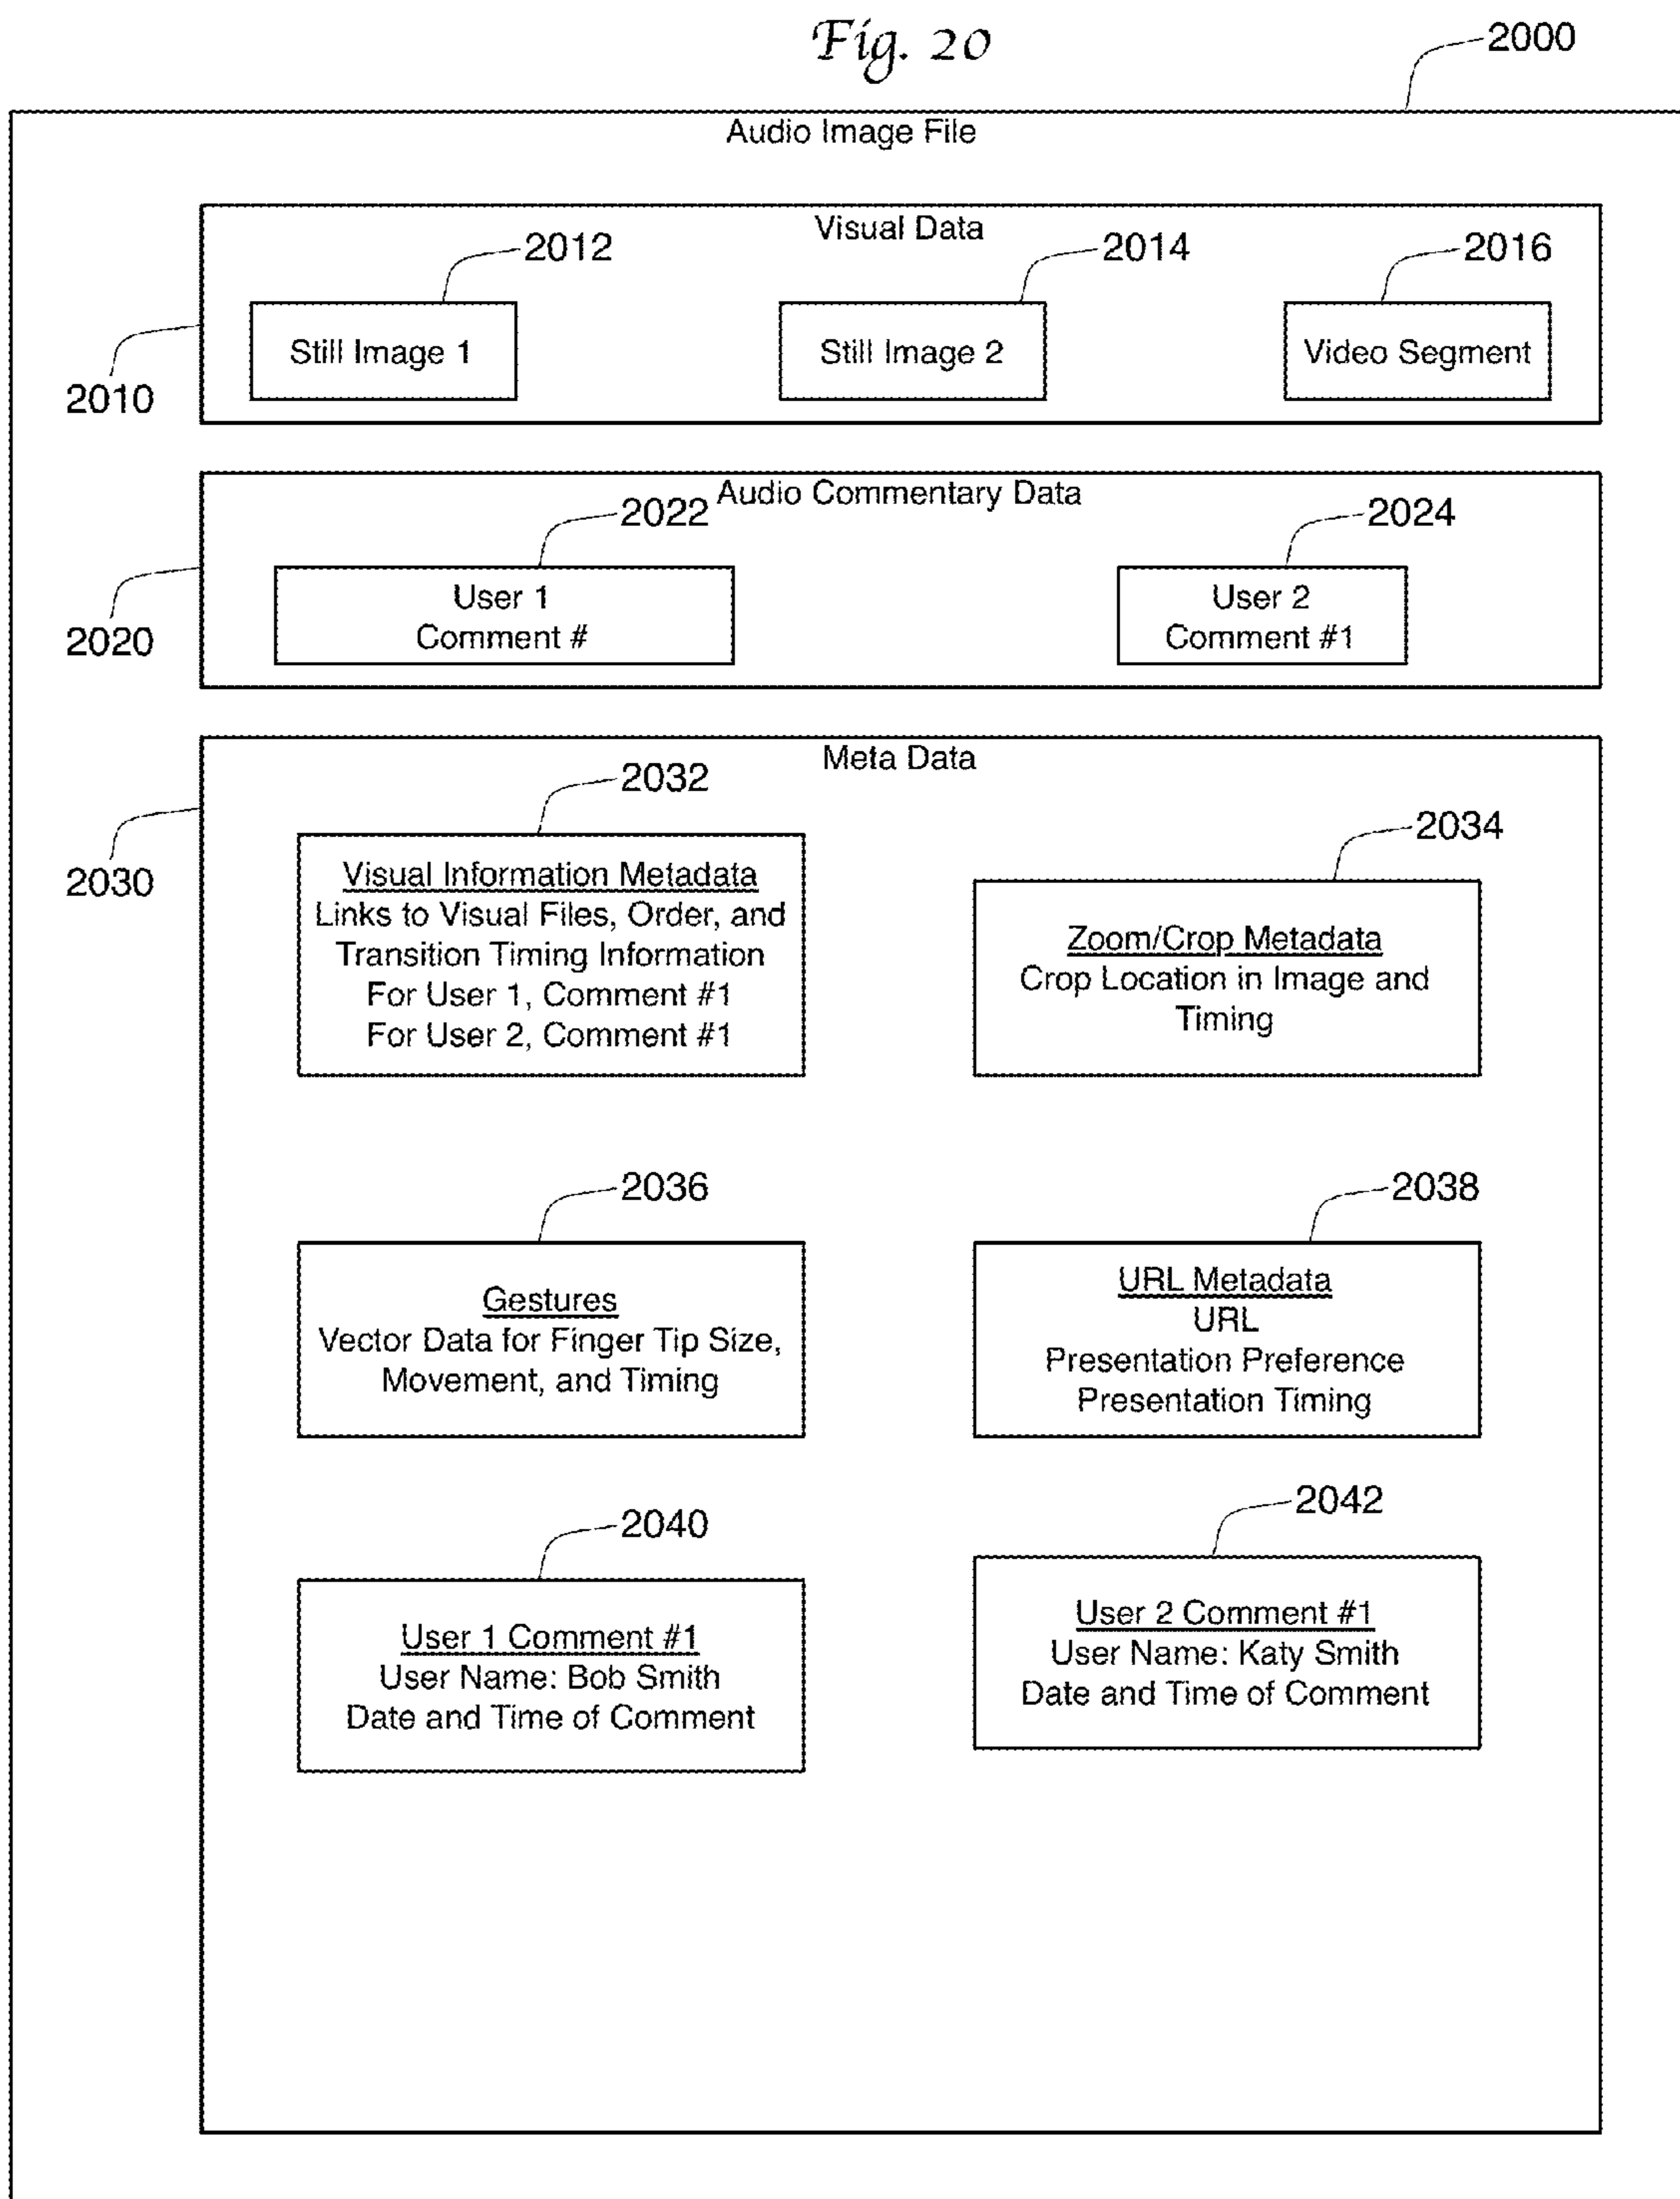 Fig. 20
2000
Audio Image File
Visual Data
2012
2014
2016
Still Image 1
Still Image 2
Video Segment
2010
Audio Commentary Data
2022
2024
User 1
Comment #
User 2
Comment #1
2020
Meta Data
2032
2034
Visual Information Metadata
Links to Visual Files, Order, and
Transition Timing Information
For User 1, Comment #1
For User 2, Comment #1
2030
Zoom/Crop Metadata
Crop Location in Image and
Timing
2036
2038
Gestures
Vector Data for Finger Tip Size,
Movement, and Timing
URL Metadata
URL
Presentation Preference
Presentation Timing
2040
2042
User 1 Comment #1
User Name: Bob Smith
Date and Time of Comment
User 2 Comment #1
User Name: Katy Smith
Date and Time of Comment